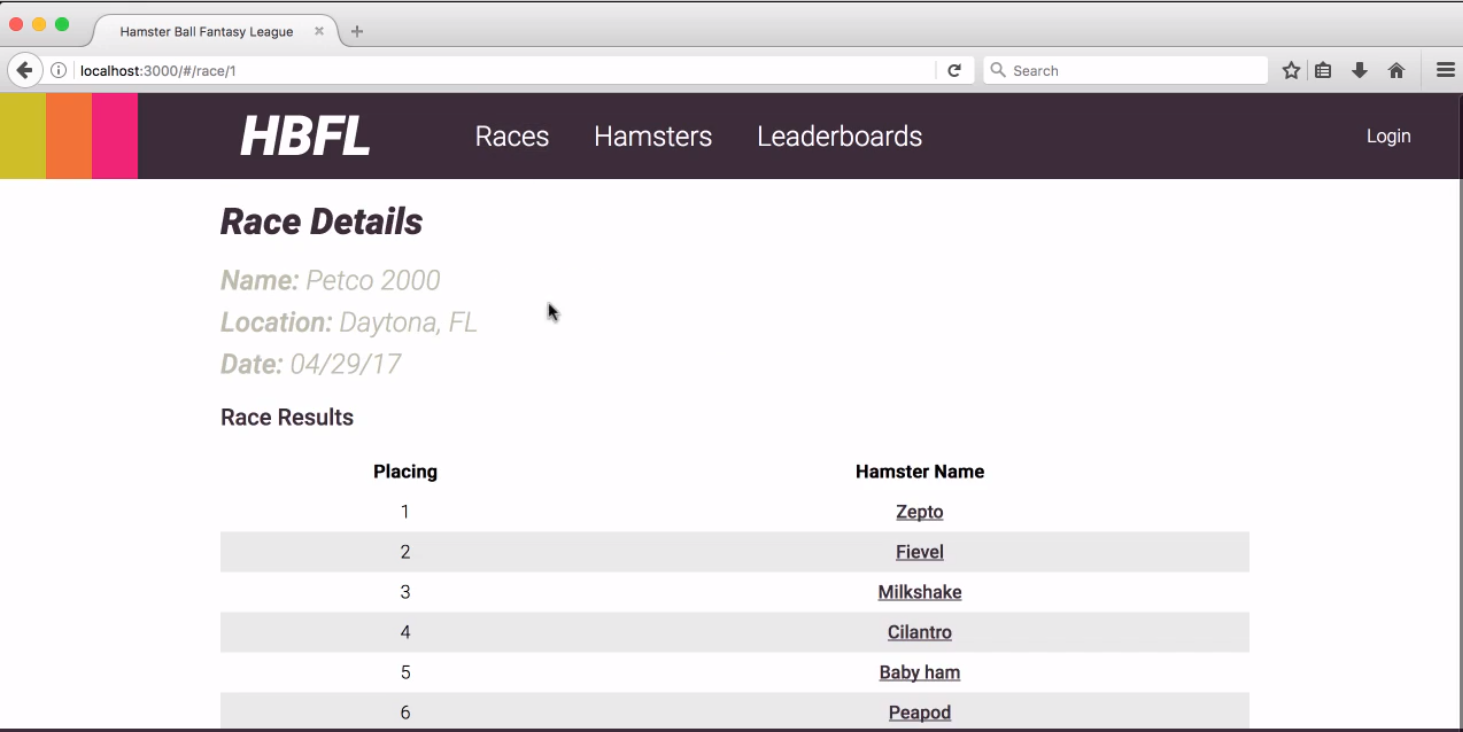 Hamster Ball Fantasy League
localhost:3000/#/race/1
Search
HBFL Races Hamsters Leaderboards Login
Race Details
Name: Petco 2000
Location: Daytona, FL
Date: 04/29/17
Race Results
Placing Hamster Name
1 Zepto
2 Fievel
3 Milkshake
4 Cilantro
5 Baby ham
6 Peapod